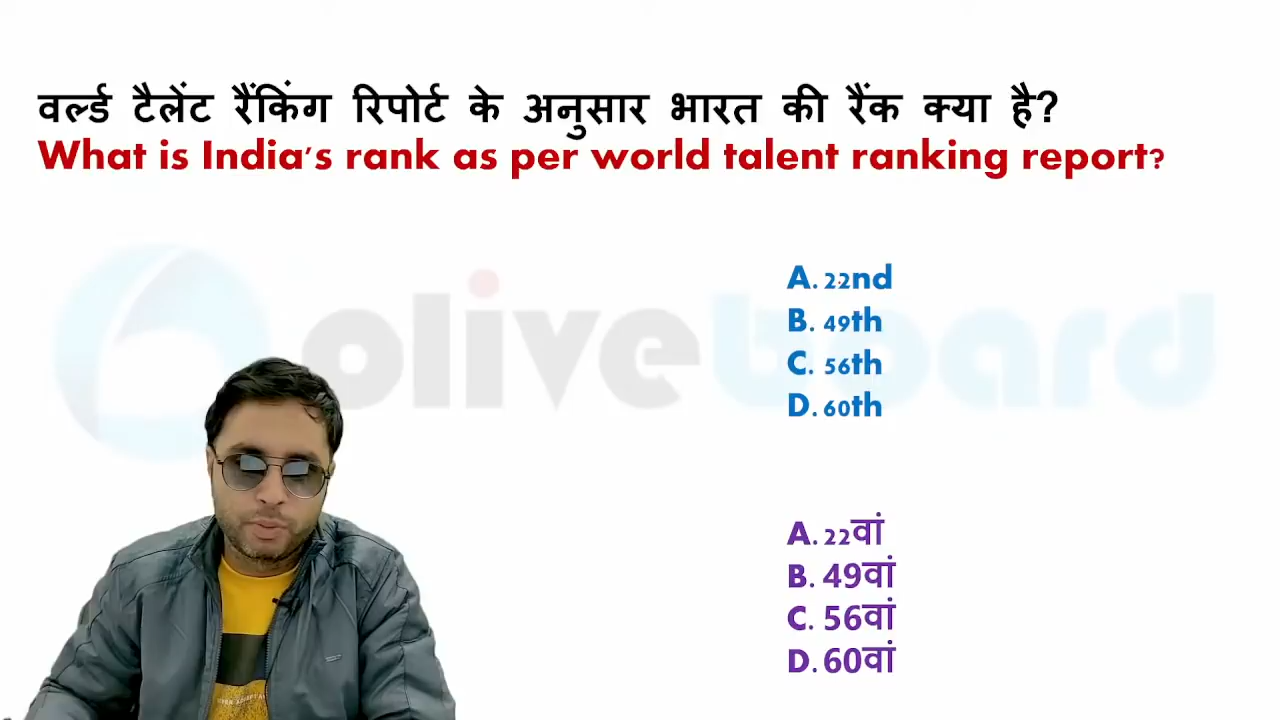 वर्ल्ड टैलेंट रैंकिंग रिपोर्ट के अनुसार भारत की रैंक क्या है?
What is India's rank as per world talent ranking report?
oliveboard
A. 22nd
B. 49th
C. 56th
D. 60th
A. 22वां
B. 49वां
C. 56वां
D. 60वां